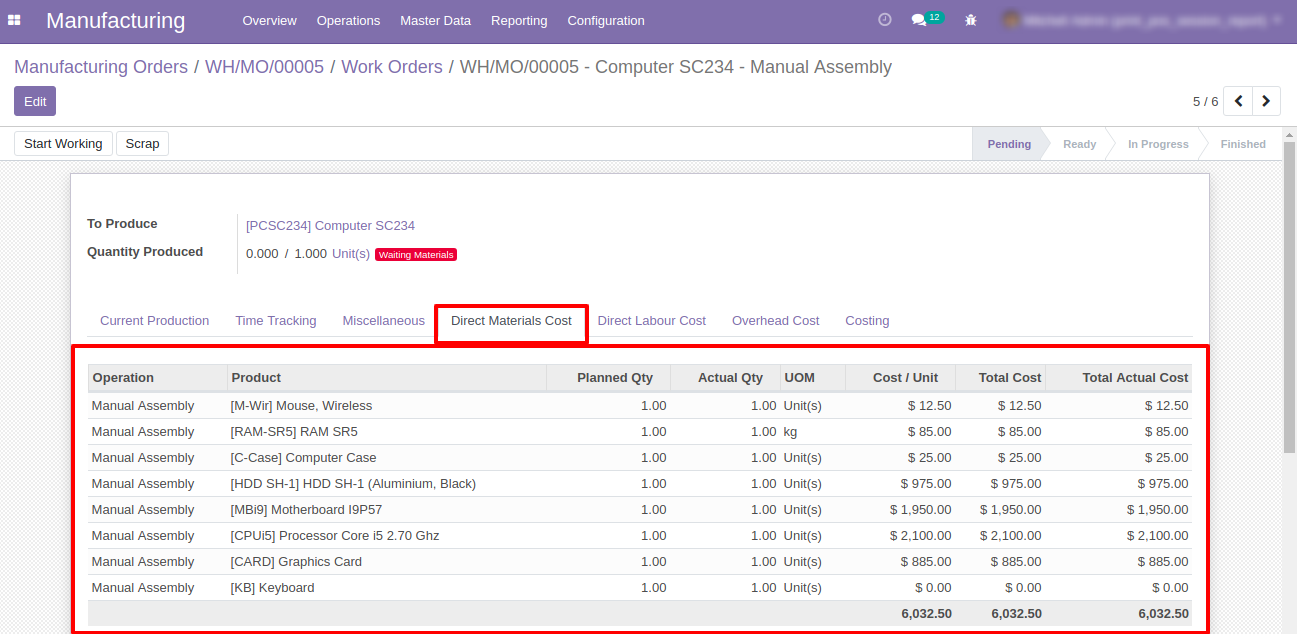 Manufacturing Overview Operations Master Data Reporting Configuration 12
Manufacturing Orders / WH/MO/00005 / Work Orders / WH/MO/00005 - Computer SC234 - Manual Assembly
Edit 5 / 6
Start Working Scrap Pending Ready In Progress Finished
To Produce [PCSC234] Computer SC234
Quantity Produced 0.000 / 1.000 Unit(s) Waiting Materials
Current Production Time Tracking Miscellaneous Direct Materials Cost Direct Labour Cost Overhead Cost Costing
Operation Product Planned Qty Actual Qty UOM Cost / Unit Total Cost Total Actual Cost
Manual Assembly [M-Wir] Mouse, Wireless 1.00 1.00 Unit(s) $ 12.50 $ 12.50 $ 12.50
Manual Assembly [RAM-SR5] RAM SR5 1.00 1.00 kg $ 85.00 $ 85.00 $ 85.00
Manual Assembly [C-Case] Computer Case 1.00 1.00 Unit(s) $ 25.00 $ 25.00 $ 25.00
Manual Assembly [HDD SH-1] HDD SH-1 (Aluminium, Black) 1.00 1.00 Unit(s) $ 975.00 $ 975.00 $ 975.00
Manual Assembly [MBi9] Motherboard I9P57 1.00 1.00 Unit(s) $ 1,950.00 $ 1,950.00 $ 1,950.00
Manual Assembly [CPUi5] Processor Core i5 2.70 Ghz 1.00 1.00 Unit(s) $ 2,100.00 $ 2,100.00 $ 2,100.00
Manual Assembly [CARD] Graphics Card 1.00 1.00 Unit(s) $ 885.00 $ 885.00 $ 885.00
Manual Assembly [KB] Keyboard 1.00 1.00 Unit(s) $ 0.00 $ 0.00 $ 0.00
6,032.50 6,032.50 6,032.50